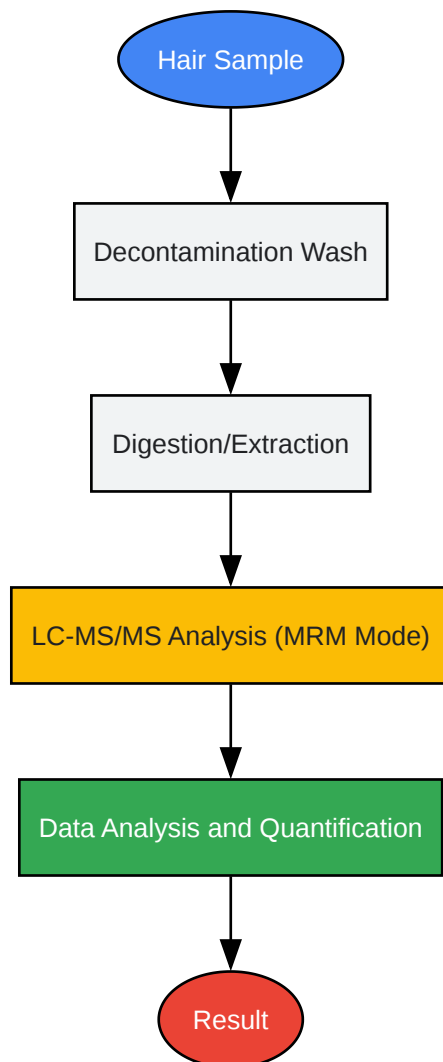 Hair Sample
Decontamination Wash
Digestion/Extraction
LC-MS/MS Analysis (MRM Mode)
Data Analysis and Quantification
Result